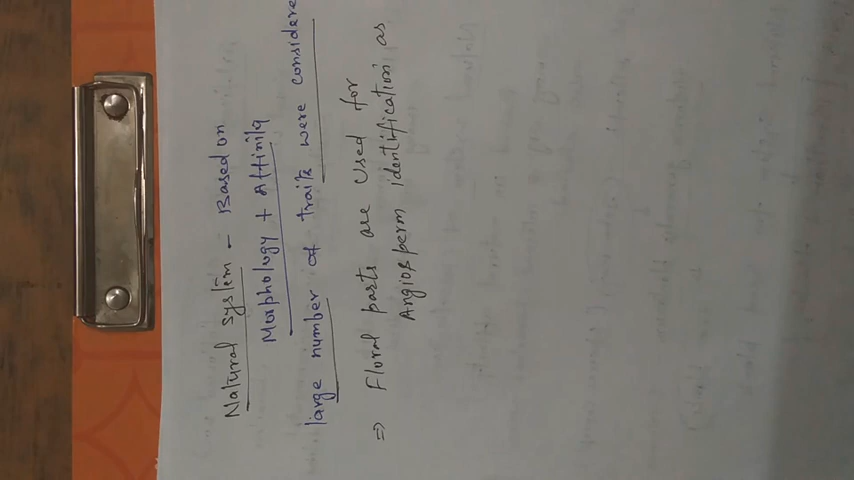 Natural system - Based on
Morphology + Affinity
large number of traits were considere
⇒ Floral parts are Used for
Angiosperm identification as